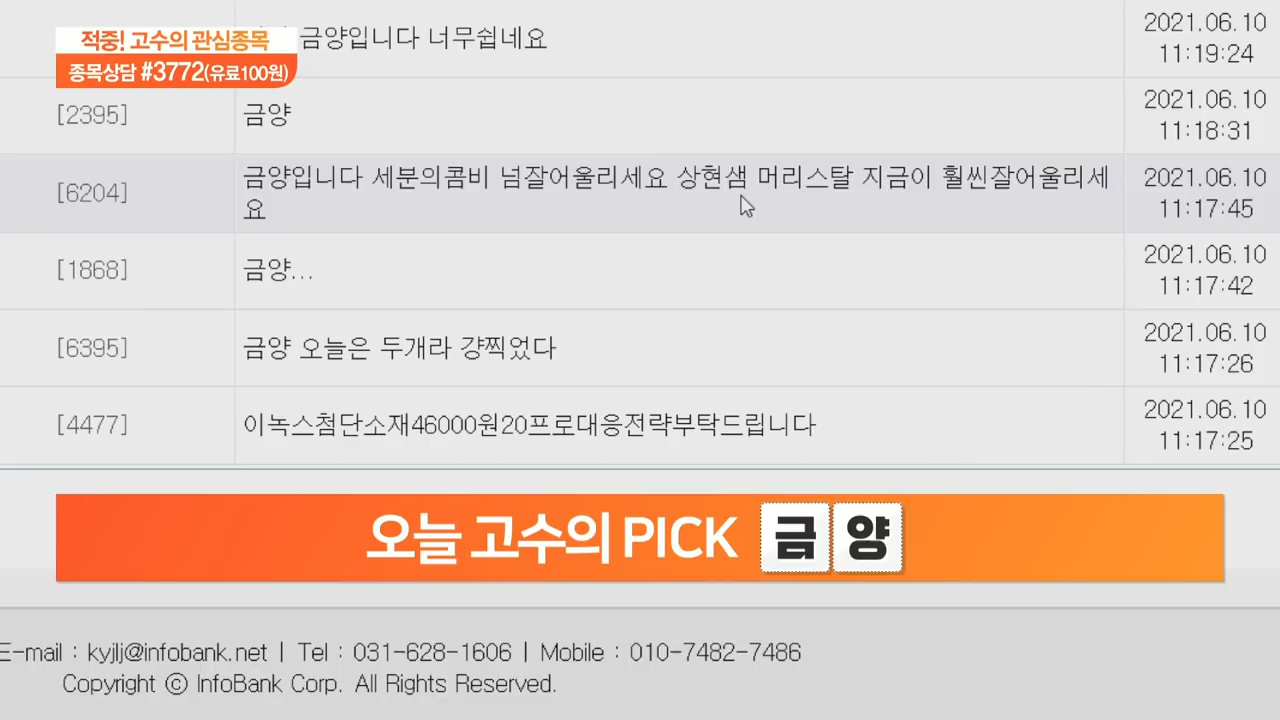 적중! 고수의 관심종목
종목상담 #3772(유료100원)
금양입니다 너무쉽네요
2021.06.10
11:19:24
[2395]
금양
2021.06.10
11:18:31
[6204]
금양입니다 세분의콤비 넘잘어울리세요 상현샘 머리스탈 지금이 훨씬잘어울리세
요
2021.06.10
11:17:45
[1868]
금양...
2021.06.10
11:17:42
[6395]
금양 오늘은 두개라 걍찍었다
2021.06.10
11:17:26
[4477]
이녹스첨단소재46000원20프로대응전략부탁드립니다
2021.06.10
11:17:25
오늘 고수의 PICK 금양
E-mail : kyjlj@infobank.net | Tel : 031-628-1606 | Mobile : 010-7482-7486
Copyright ⓒ InfoBank Corp. All Rights Reserved.